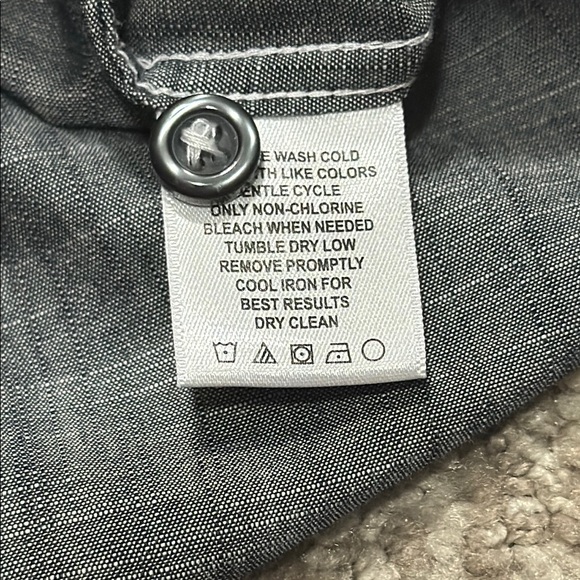 WASH COLD
LIKE COLORS
CYCLE
ONLY NON-CHLORINE
BLEACH WHEN NEEDED
TUMBLE DRY LOW
REMOVE PROMPTLY
COOL IRON FOR
BEST RESULTS
DRY CLEAN